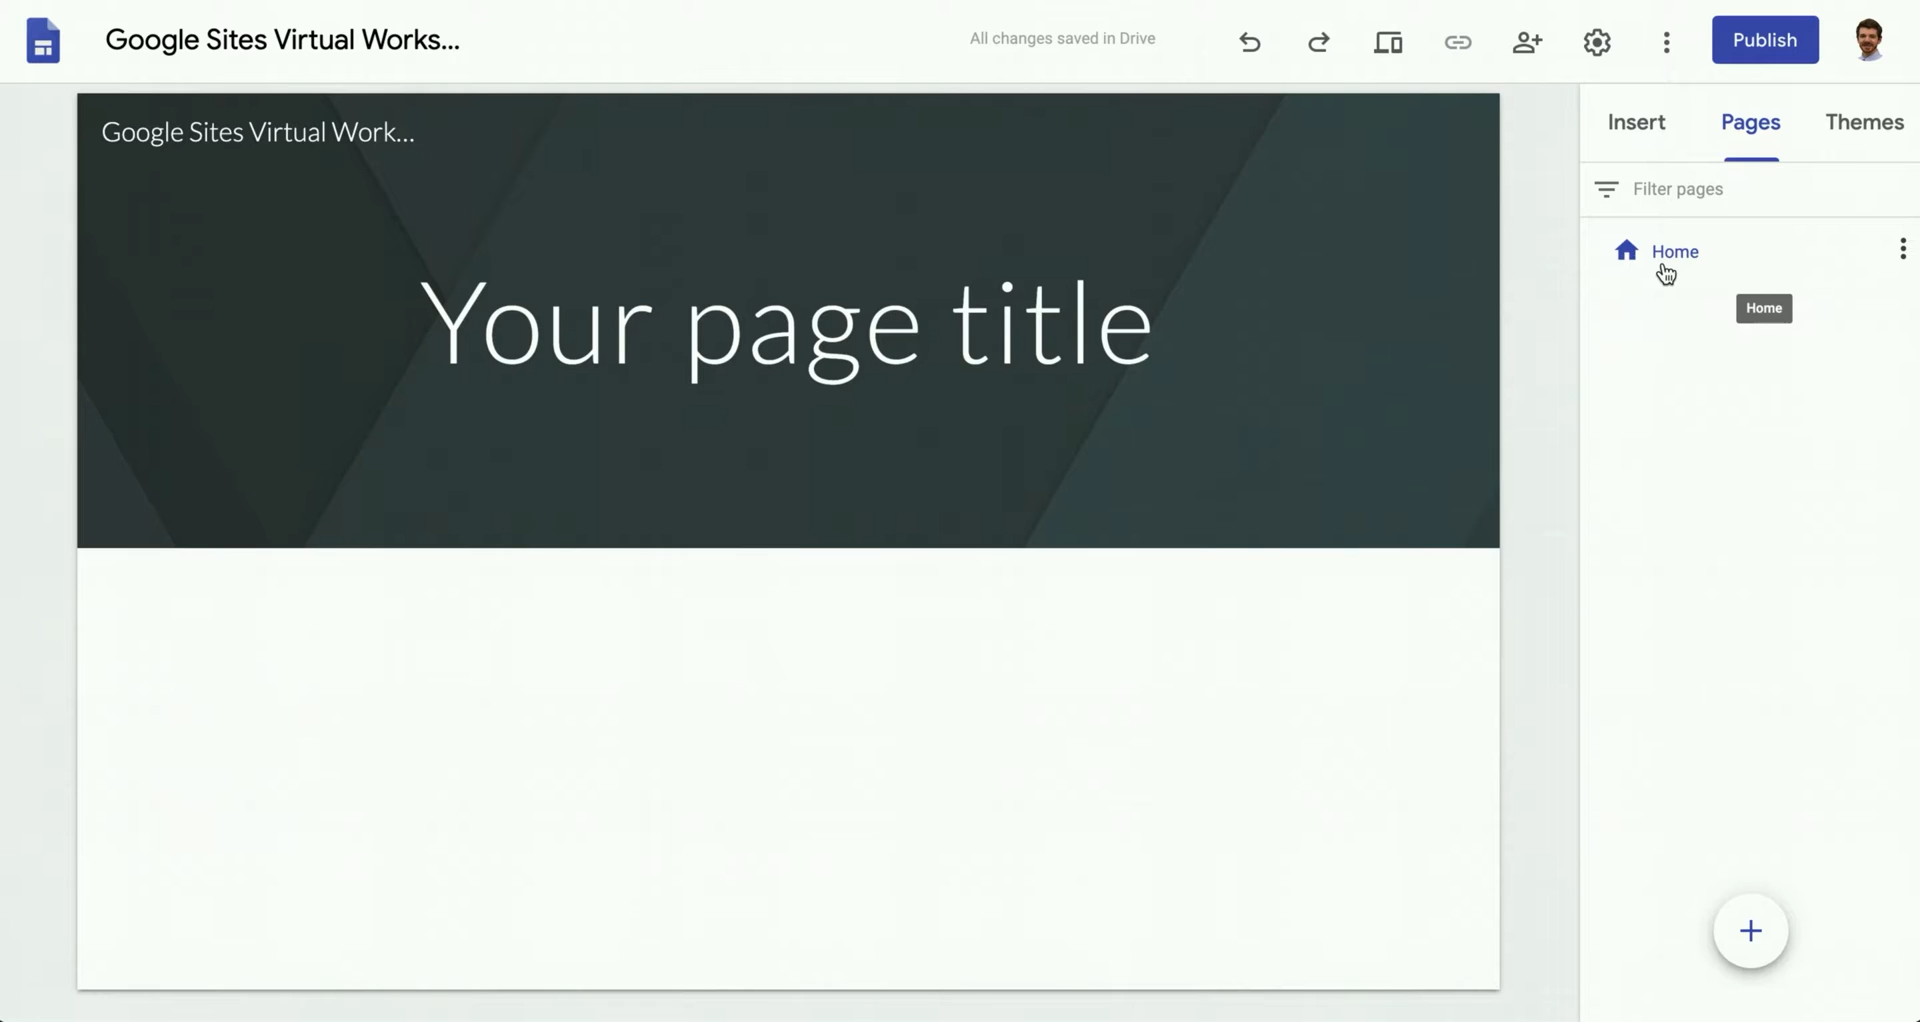 Google Sites Virtual Works...
All changes saved in Drive
Publish
Google Sites Virtual Work...
Your page title
Insert
Pages
Themes
Filter pages
Home
Home